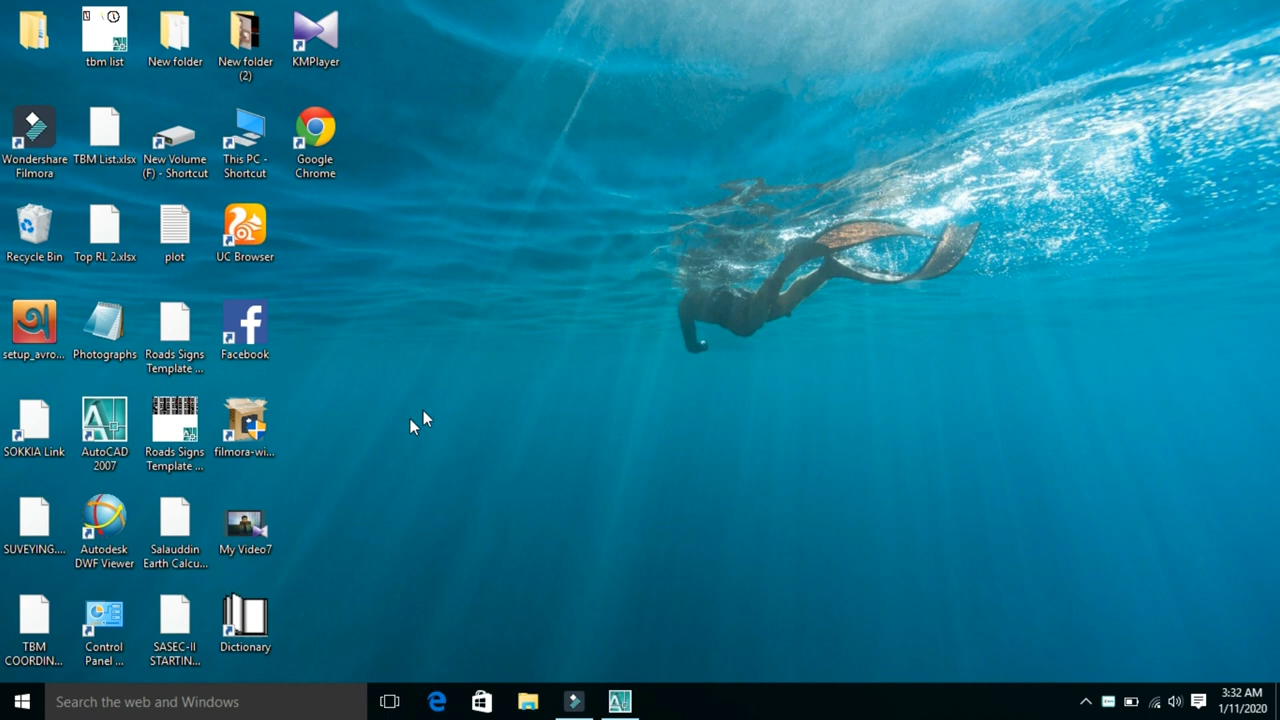 tbm list
New folder
New folder
(2)
KMPlayer
Wondershare
Filmora
TBM List.xlsx
New Volume
(F) - Shortcut
This PC -
Shortcut
Google
Chrome
Recycle Bin
Top RL 2.xlsx
plot
UC Browser
setup_avro...
Photographs
Roads Signs
Template ...
Facebook
SOKKIA Link
AutoCAD
2007
Roads Signs
Template ...
filmora-wi...
SUVEYING....
Autodesk
DWF Viewer
Salauddin
Earth Calcu...
My Video7
TBM
COORDIN...
Control
Panel ...
SASEC-II
STARTIN...
Dictionary
Search the web and Windows
3:32 AM
1/11/2020